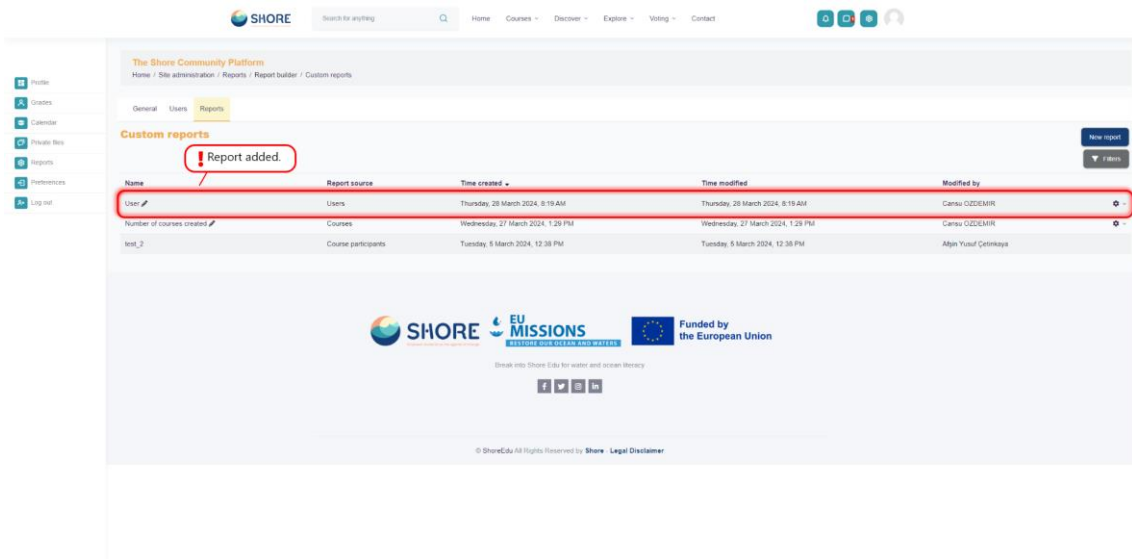 SHORE
Search for anything
Home Courses Discover Explore Voting Contact
The Shore Community Platform
Home / Site administration / Reports / Report builder / Custom reports
Profile
Grades
Calendar
Private files
Reports
Preferences
Log out
General Users Reports
Custom reports
New report
Filters
! Report added.
Name Report source Time created Time modified Modified by
User Users Thursday, 28 March 2024, 8:19 AM Thursday, 28 March 2024, 8:19 AM Cansu OZDEMIR
Number of courses created Courses Wednesday, 27 March 2024, 1:29 PM Wednesday, 27 March 2024, 1:29 PM Cansu OZDEMIR
test_2 Course participants Tuesday, 5 March 2024, 12:38 PM Tuesday, 5 March 2024, 12:38 PM Yusuf Çetinkaya
SHORE
EU
MISSIONS
RESTORE OUR OCEAN AND WATERS
Funded by
the European Union
Break into Shore Edu for water and ocean literacy
© ShoreEdu All Rights Reserved by Shore - Legal Disclaimer